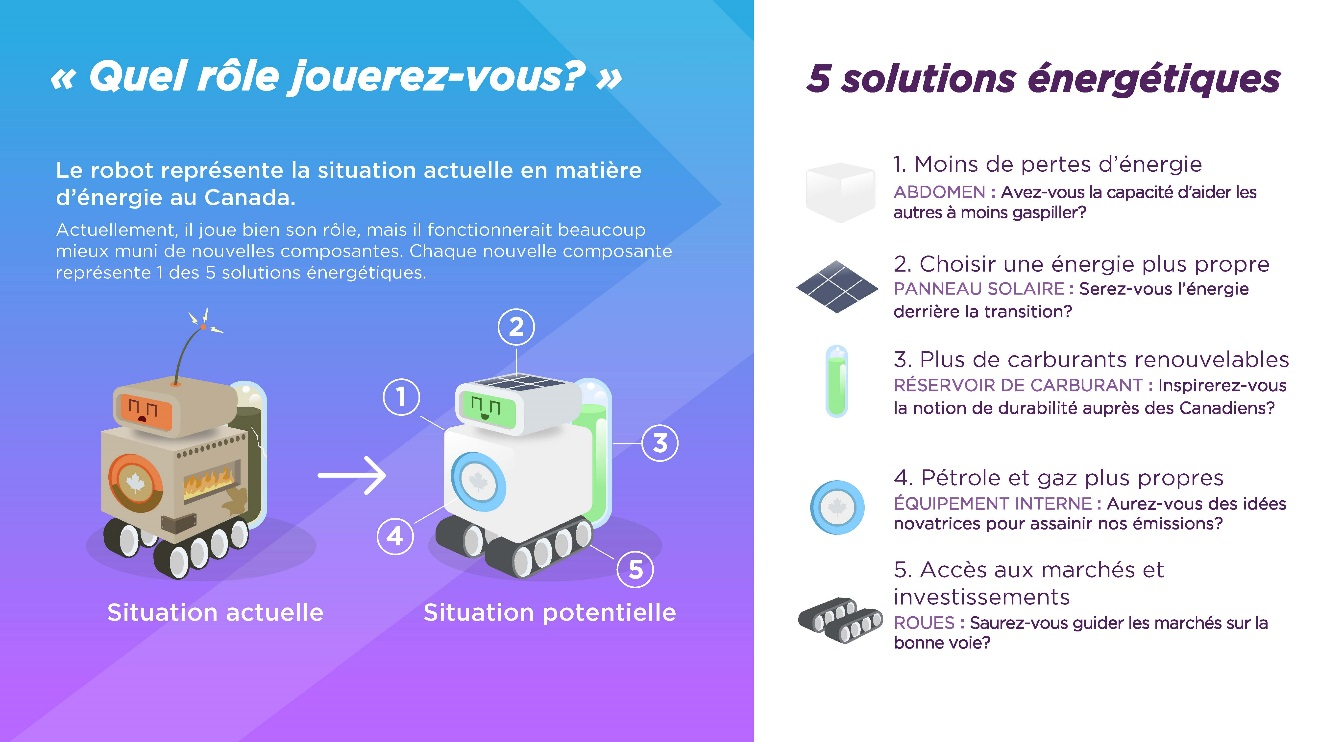 « Quel rôle jouerez-vous? »
Le robot représente la situation actuelle en matière
d'énergie au Canada.
Actuellement, il joue bien son rôle, mais il fonctionnerait beaucoup
mieux muni de nouvelles composantes. Chaque nouvelle composante
représente 1 des 5 solutions énergétiques.
2
1
3
4
5
Situation actuelle
Situation potentielle
5 solutions énergétiques
1. Moins de pertes d'énergie
ABDOMEN : Avez-vous la capacité d'aider les
autres à moins gaspiller?
2. Choisir une énergie plus propre
PANNEAU SOLAIRE : Serez-vous l'énergie
derrière la transition?
3. Plus de carburants renouvelables
RÉSERVOIR DE CARBURANT : Inspirerez-vous
la notion de durabilité auprès des Canadiens?
4. Pétrole et gaz plus propres
ÉQUIPEMENT INTERNE : Aurez-vous des idées
novatrices pour assainir nos émissions?
5. Accès aux marchés et
investissements
ROUES : Saurez-vous guider les marchés sur la
bonne voie?